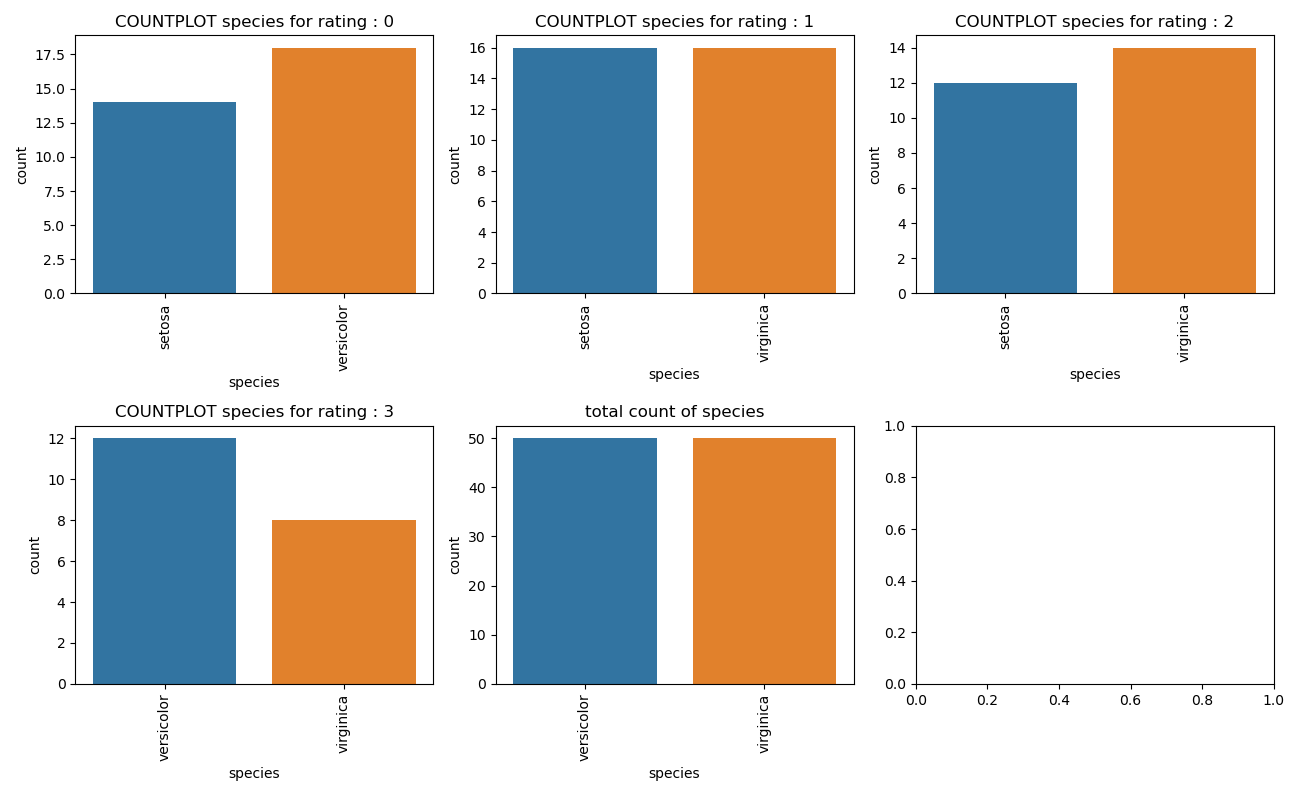 COUNTPLOT species for rating : 0
17.5
15.0
12.5
10.0
7.5
5.0
2.5
0.0
count
setosa
versicolor
species
COUNTPLOT species for rating : 1
16
14
12
10
8
6
4
2
0
count
setosa
virginica
species
COUNTPLOT species for rating : 2
14
12
10
8
6
4
2
0
count
setosa
virginica
species
COUNTPLOT species for rating : 3
12
10
8
6
4
2
0
count
versicolor
virginica
species
total count of species
50
40
30
20
10
0
count
versicolor
virginica
species
1.0
0.8
0.6
0.4
0.2
0.0
0.0 0.2 0.4 0.6 0.8 1.0